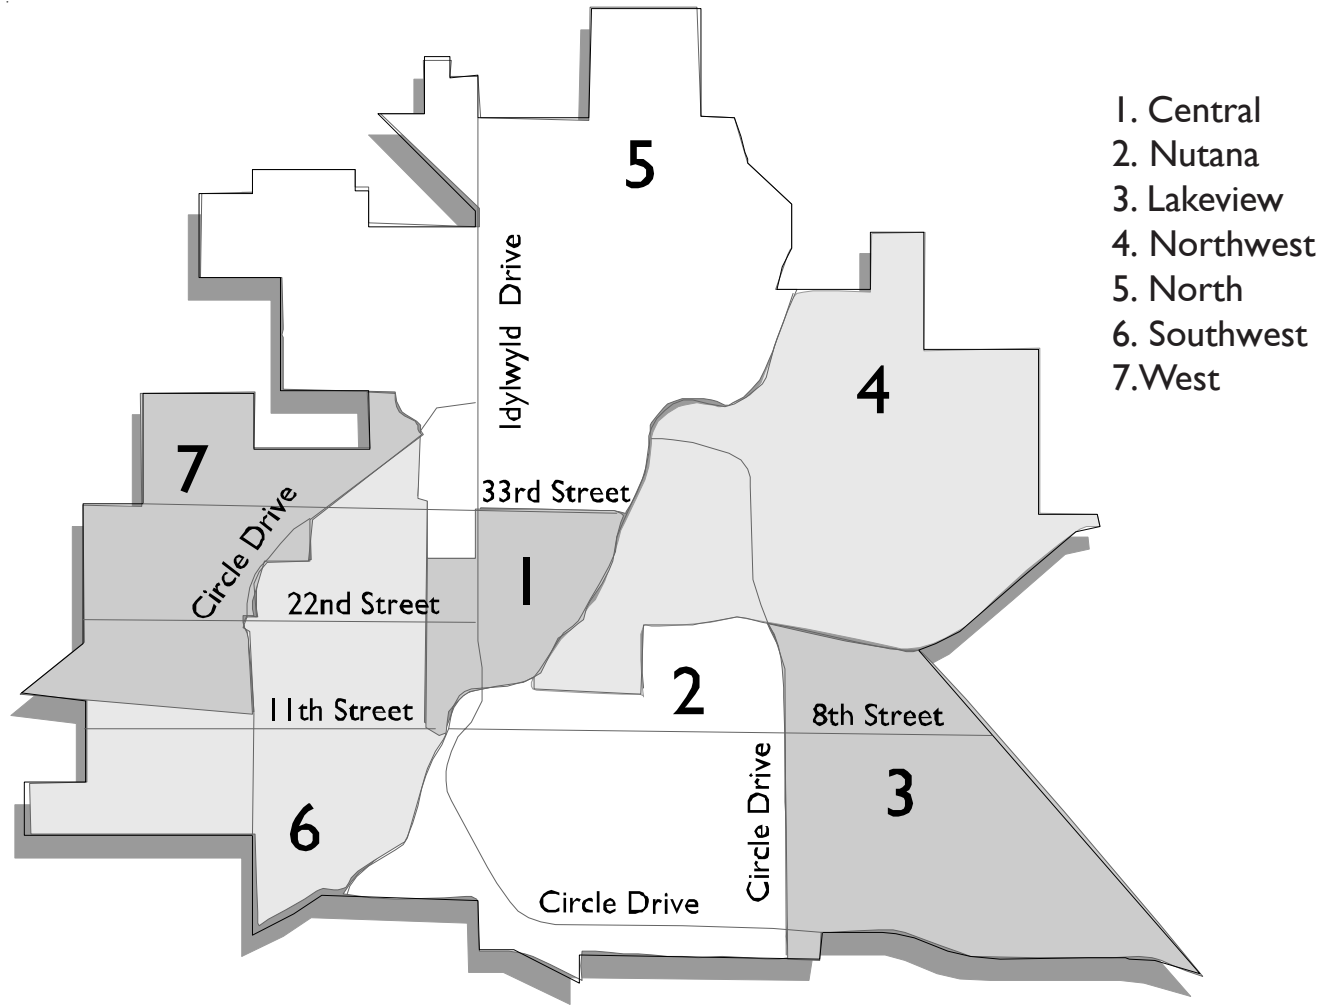 1. Central
2. Nutana
3. Lakeview
4. Northwest
5. North
6. Southwest
7.West
5
Idylwyld Drive
4
7
33rd Street
Circle Drive
1
22nd Street
2
11th Street
8th Street
Circle Drive
3
6
Circle Drive